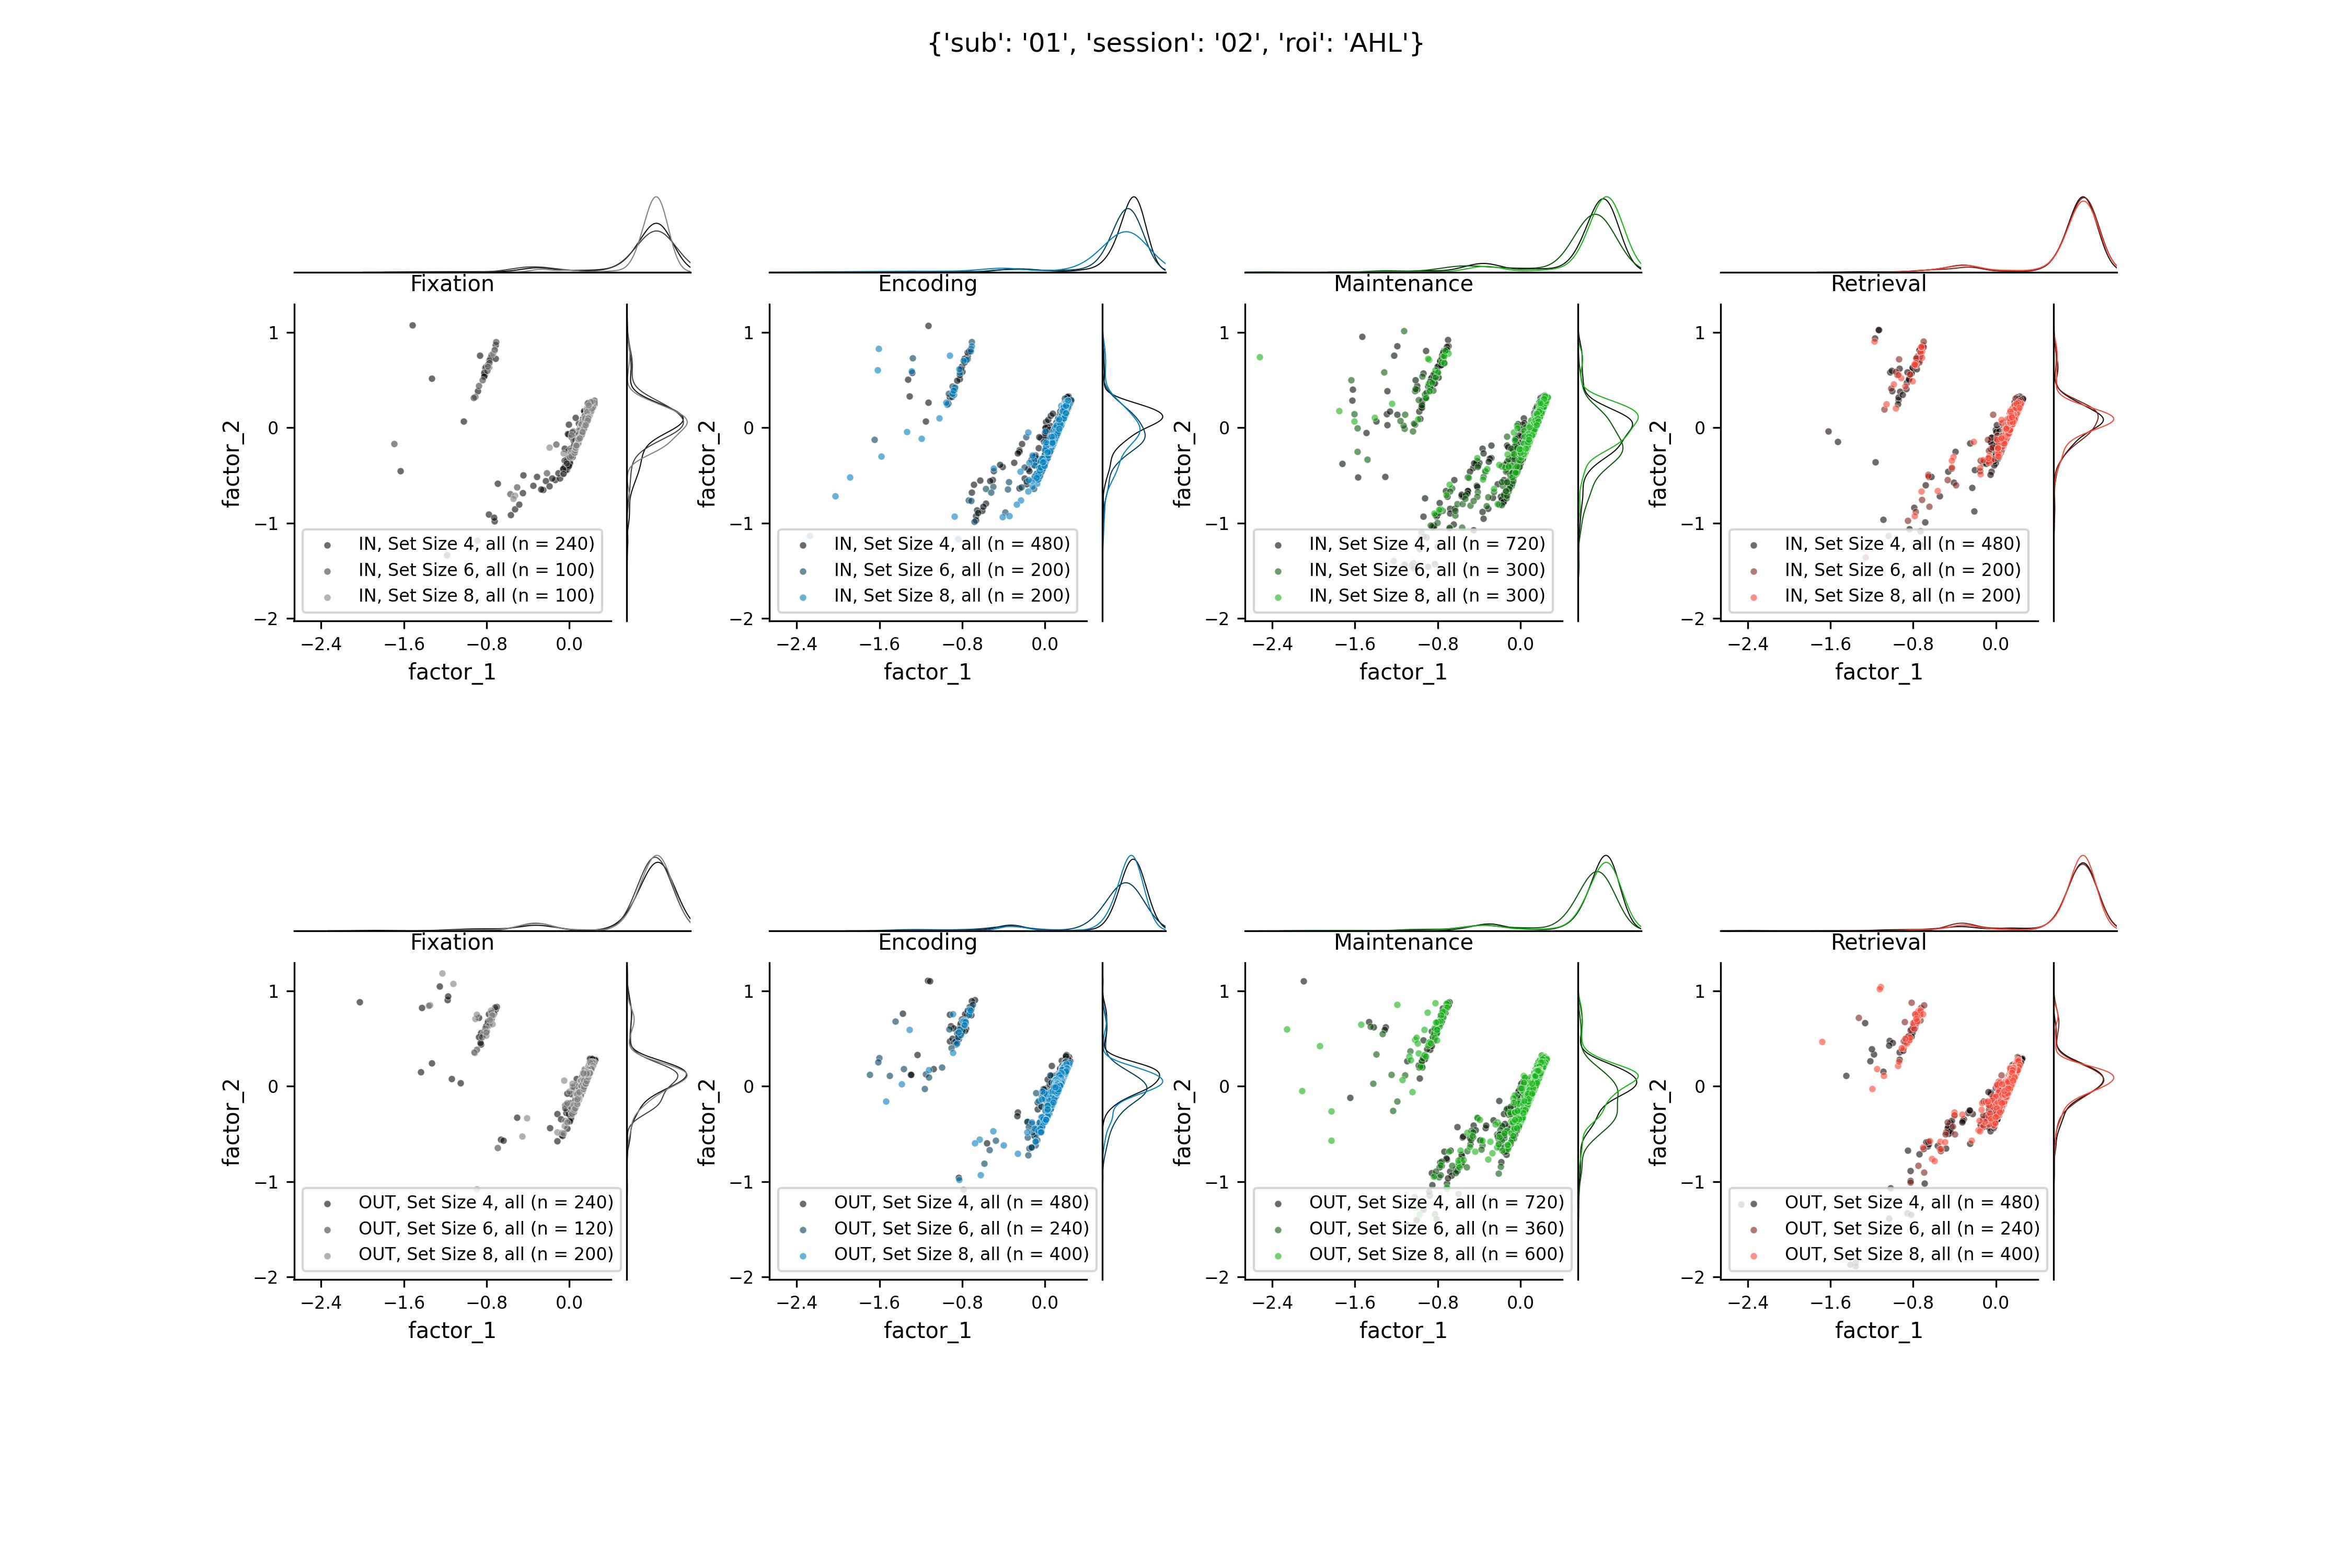 {'sub': '01', 'session': '02', 'roi': 'AHL'}
Fixation
1
0
−1
−2
factor_2
IN, Set Size 4, all (n = 240)
IN, Set Size 6, all (n = 100)
IN, Set Size 8, all (n = 100)
−2.4 −1.6 −0.8 0.0
factor_1
Encoding
1
0
−1
−2
factor_2
IN, Set Size 4, all (n = 480)
IN, Set Size 6, all (n = 200)
IN, Set Size 8, all (n = 200)
−2.4 −1.6 −0.8 0.0
factor_1
Maintenance
1
0
−1
−2
factor_2
IN, Set Size 4, all (n = 720)
IN, Set Size 6, all (n = 300)
IN, Set Size 8, all (n = 300)
−2.4 −1.6 −0.8 0.0
factor_1
Retrieval
1
0
−1
−2
factor_2
IN, Set Size 4, all (n = 480)
IN, Set Size 6, all (n = 200)
IN, Set Size 8, all (n = 200)
−2.4 −1.6 −0.8 0.0
factor_1
Fixation
1
0
−1
−2
factor_2
OUT, Set Size 4, all (n = 240)
OUT, Set Size 6, all (n = 120)
OUT, Set Size 8, all (n = 200)
−2.4 −1.6 −0.8 0.0
factor_1
Encoding
1
0
−1
−2
factor_2
OUT, Set Size 4, all (n = 480)
OUT, Set Size 6, all (n = 240)
OUT, Set Size 8, all (n = 400)
−2.4 −1.6 −0.8 0.0
factor_1
Maintenance
1
0
−1
−2
factor_2
OUT, Set Size 4, all (n = 720)
OUT, Set Size 6, all (n = 360)
OUT, Set Size 8, all (n = 600)
−2.4 −1.6 −0.8 0.0
factor_1
Retrieval
1
0
−1
−2
factor_2
OUT, Set Size 4, all (n = 480)
OUT, Set Size 6, all (n = 240)
OUT, Set Size 8, all (n = 400)
−2.4 −1.6 −0.8 0.0
factor_1